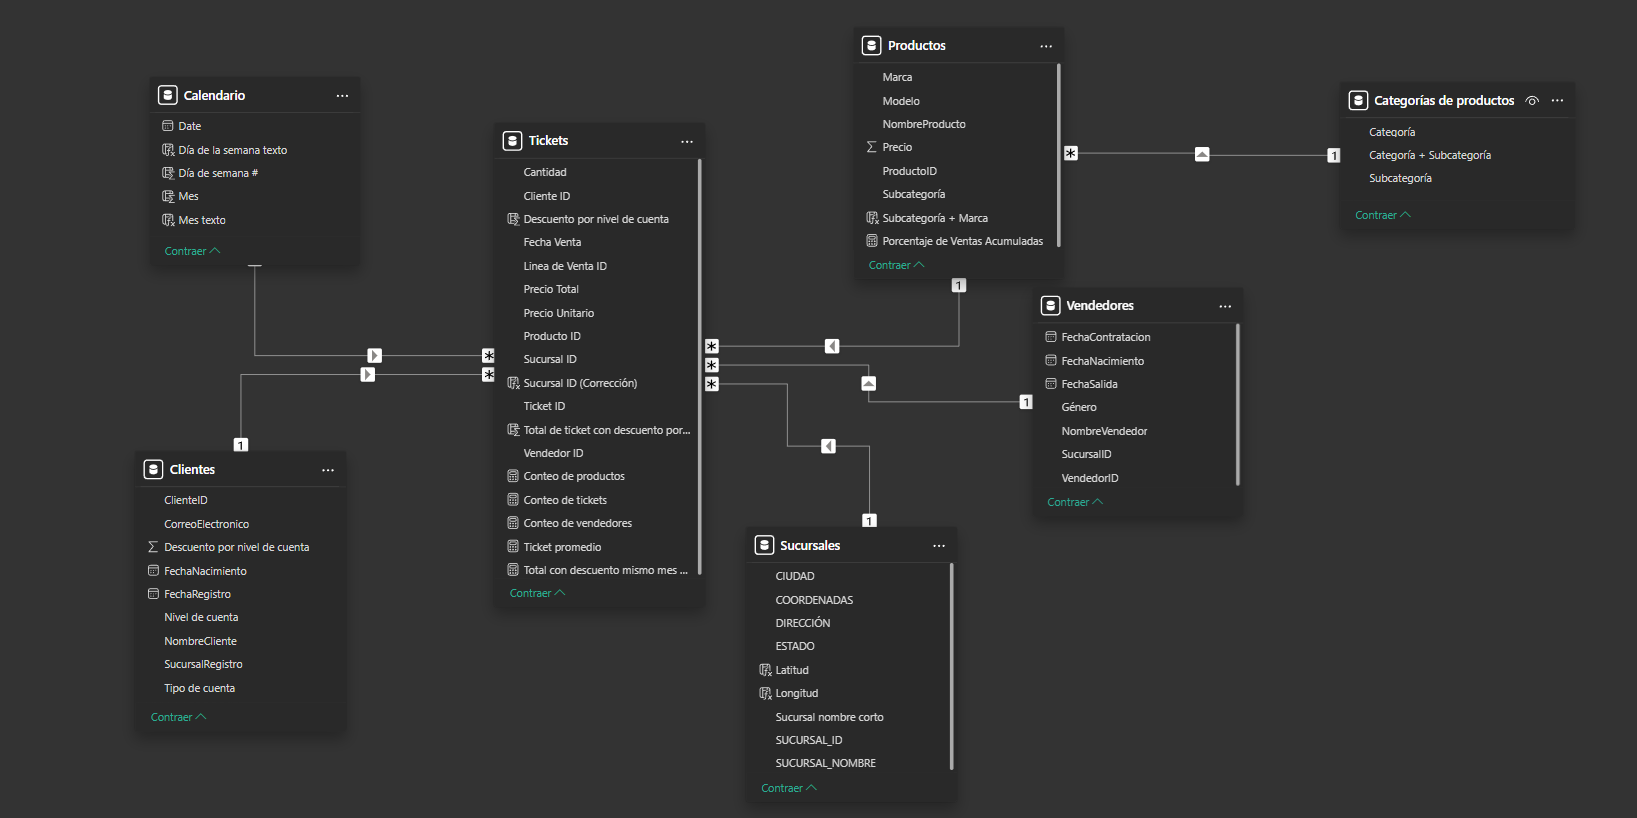 Calendario
Date
Día de la semana texto
Día de semana #
Mes
Mes texto
Contraer
Clientes
ClienteID
CorreoElectronico
Descuento por nivel de cuenta
FechaNacimiento
FechaRegistro
Nivel de cuenta
NombreCliente
SucursalRegistro
Tipo de cuenta
Contraer
1
*
*
Tickets
Cantidad
Cliente ID
Descuento por nivel de cuenta
Fecha Venta
Linea de Venta ID
Precio Total
Precio Unitario
Producto ID
Sucursal ID
Sucursal ID (Corrección)
Ticket ID
Total de ticket con descuento por...
Vendedor ID
Conteo de productos
Conteo de tickets
Conteo de vendedores
Ticket promedio
Total con descuento mismo mes ...
Contraer
*
*
*
Productos
Marca
Modelo
NombreProducto
Precio
ProductoID
Subcategoría
Subcategoría + Marca
Porcentaje de Ventas Acumuladas
Contraer
1
*
1
Categorías de productos
Categoría
Categoría + Subcategoría
Subcategoría
Contraer
1
Vendedores
FechaContratacion
FechaNacimiento
FechaSalida
Género
NombreVendedor
SucursalID
VendedorID
Contraer
1
Sucursales
CIUDAD
COORDENADAS
DIRECCIÓN
ESTADO
Latitud
Longitud
Sucursal nombre corto
SUCURSAL_ID
SUCURSAL_NOMBRE
Contraer